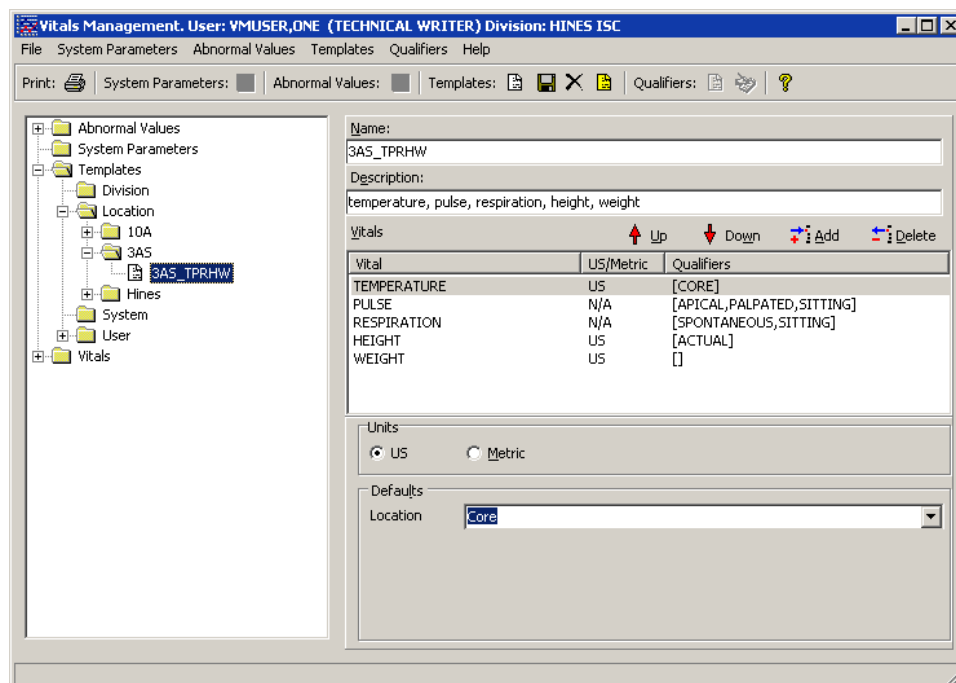 Vitals Management. User: VMUSER,ONE (TECHNICAL WRITER) Division: HINES ISC
File System Parameters Abnormal Values Templates Qualifiers Help
Print: System Parameters: Abnormal Values: Templates: Qualifiers:
Abnormal Values
System Parameters
Templates
Division
Location
10A
3AS
3AS_TPRHW
Hines
System
User
Vitals
Name:
3AS_TPRHW
Description:
temperature, pulse, respiration, height, weight
Vitals Up Down Add Delete
Vital US/Metric Qualifiers
TEMPERATURE US [CORE]
PULSE N/A [APICAL,PALPATED,SITTING]
RESPIRATION N/A [SPONTANEOUS,SITTING]
HEIGHT US [ACTUAL]
WEIGHT US []
Units
US Metric
Defaults
Location Core